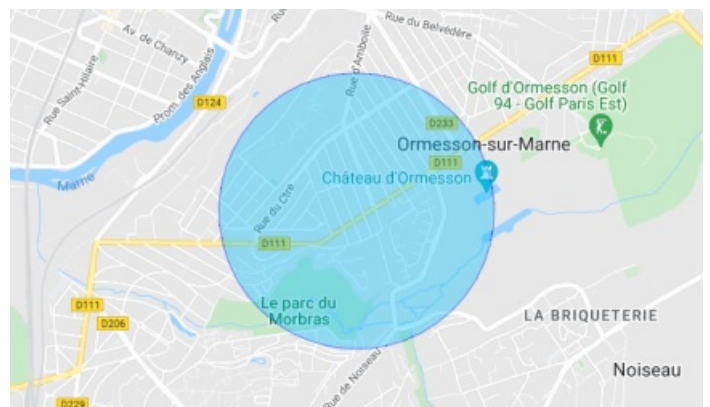 Rue du Belvédère
Av. de Chanzy
Rue d'Amboile
D111
Rue Saint-Hilaire
Prom. des Anglais
Golf d'Ormesson (Golf
94 - Golf Paris Est)
D124
D233
Ormesson-sur-Marne
D111
Château d'Ormesson
Marne
Rue du Ctre
D111
D111
Le parc du
Morbras
D206
LA BRIQUETERIE
Noiseau
Rue de Noiseau
D229